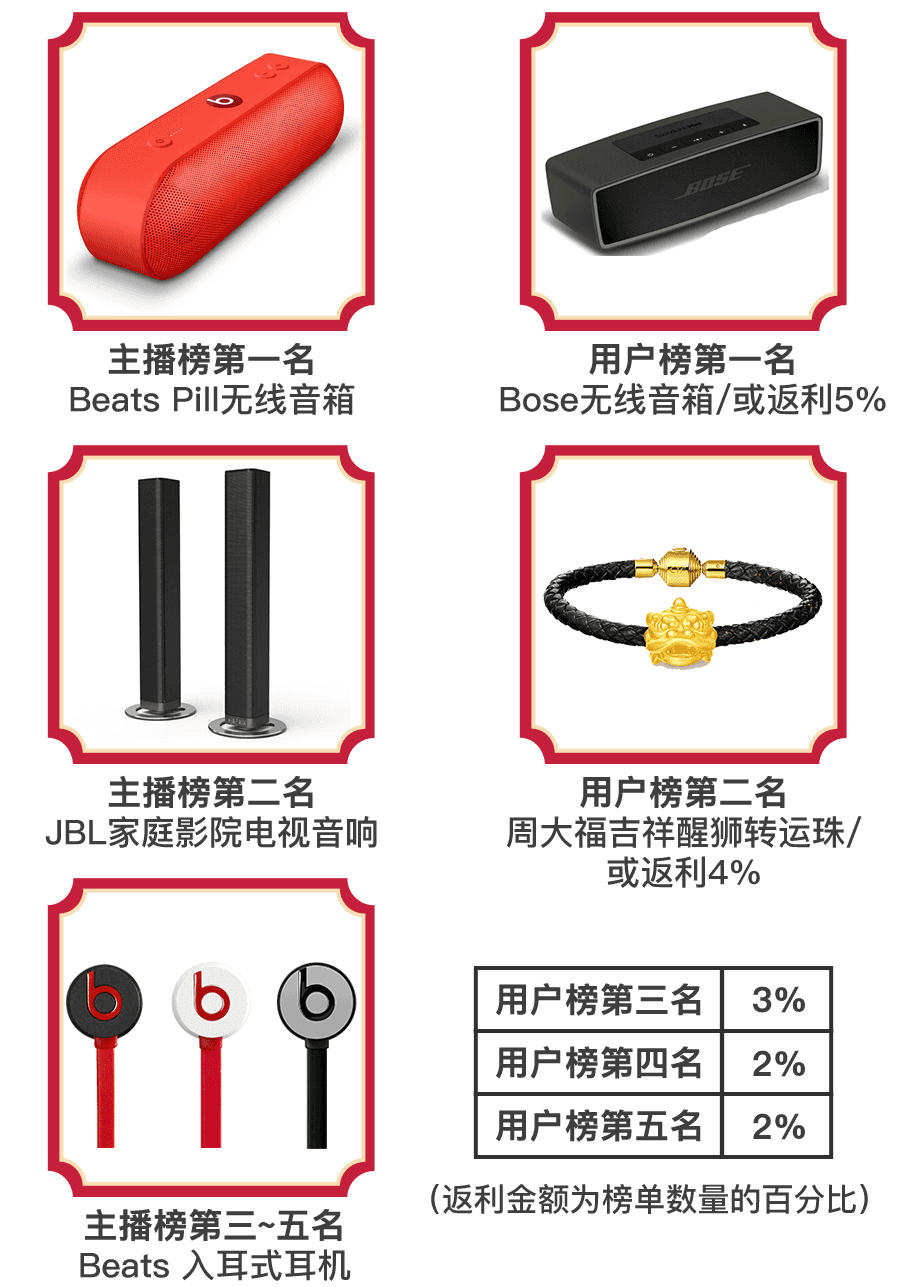 BOSE
主播榜第一名
Beats Pill无线音箱
用户榜第一名
Bose无线音箱/或返利5%
主播榜第二名
JBL家庭影院电视音响
用户榜第二名
周大福吉祥醒狮转运珠/
或返利4%
主播榜第三~五名
Beats 入耳式耳机
用户榜第三名 3%
用户榜第四名 2%
用户榜第五名 2%
（返利金额为榜单数量的百分比）